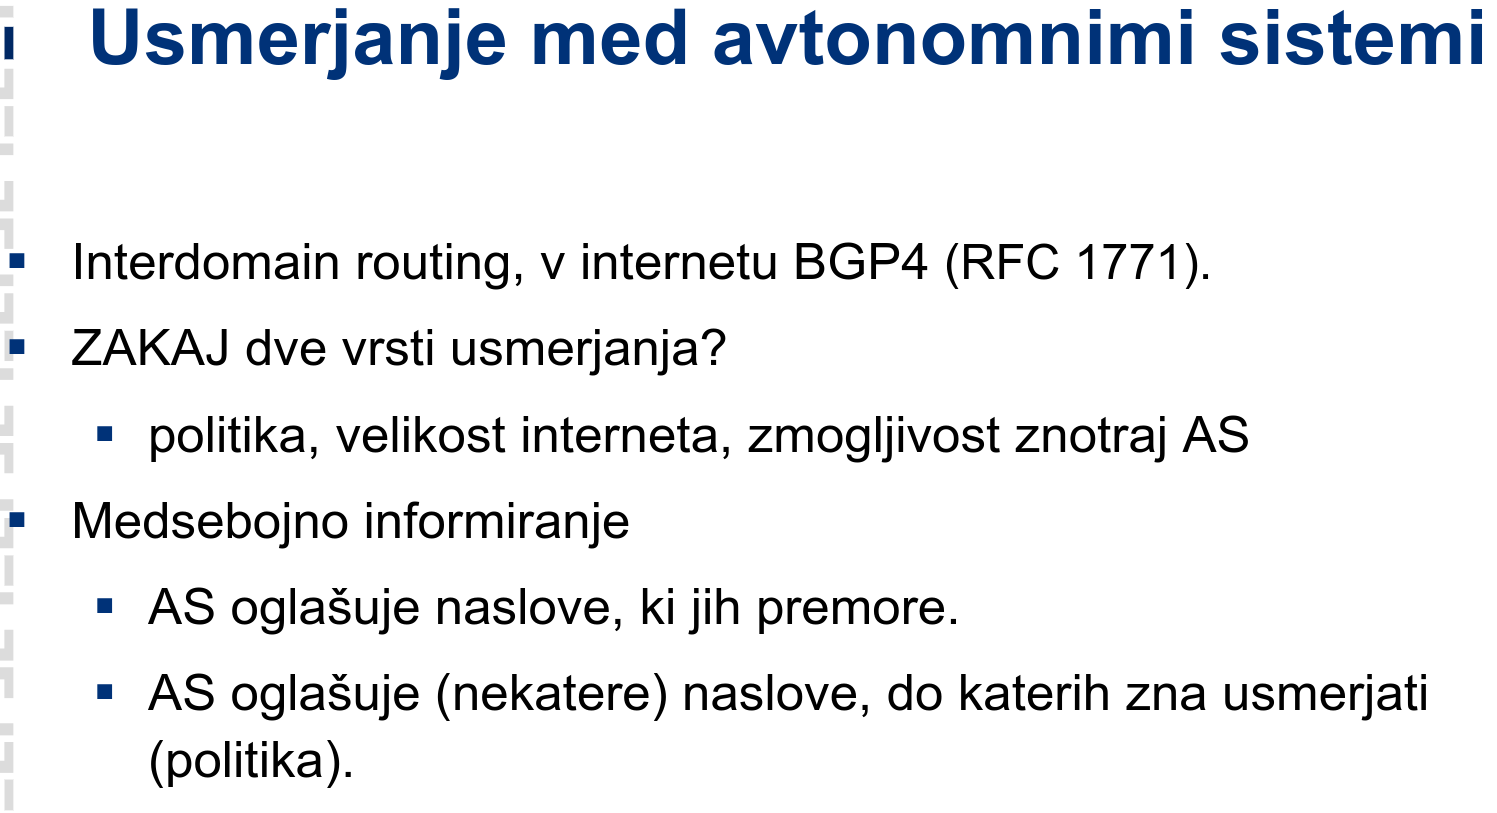 Usmerjanje med avtonomnimi sistemi
Interdomain routing, v internetu BGP4 (RFC 1771).
ZAKAJ dve vrsti usmerjanja?
politika, velikost interneta, zmogljivost znotraj AS
Medsebojno informiranje
AS oglašuje naslove, ki jih premore.
AS oglašuje (nekatere) naslove, do katerih zna usmerjati
(politika).